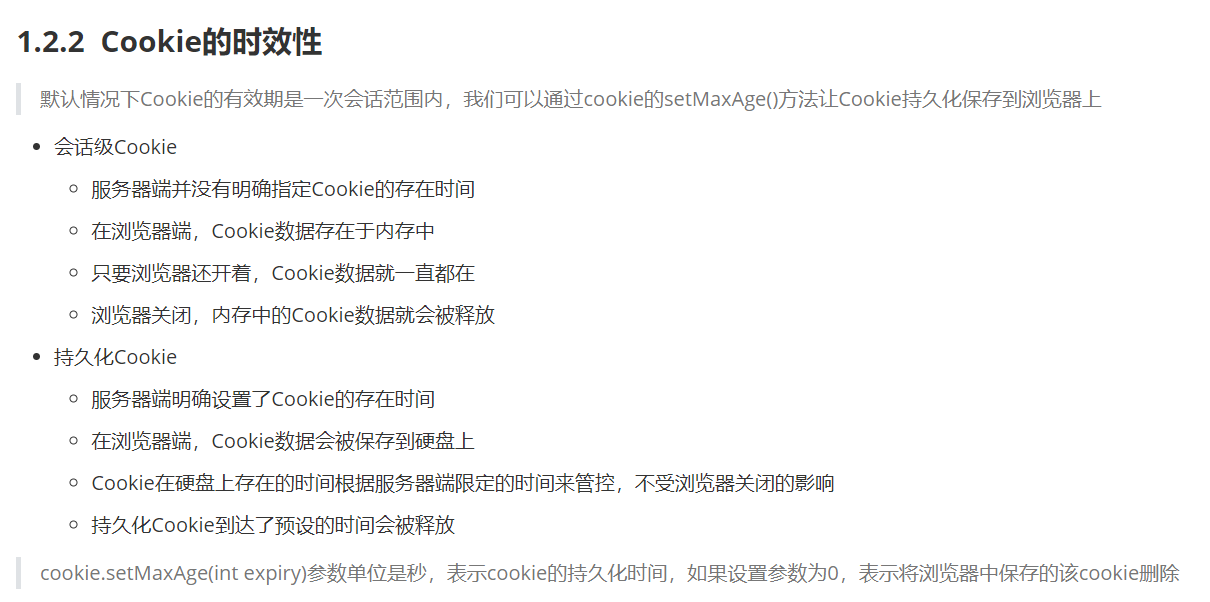 1.2.2 Cookie的时效性
默认情况下Cookie的有效期是一次会话范围内，我们可以通过cookie的setMaxAge()方法让Cookie持久化保存到浏览器上
会话级Cookie
服务器端并没有明确指定Cookie的存在时间
在浏览器端，Cookie数据存在于内存中
只要浏览器还开着，Cookie数据就一直都在
浏览器关闭，内存中的Cookie数据就会被释放
持久化Cookie
服务器端明确设置了Cookie的存在时间
在浏览器端，Cookie数据会被保存到硬盘上
Cookie在硬盘上存在的时间根据服务器端限定的时间来管控，不受浏览器关闭的影响
持久化Cookie到达了预设的时间会被释放
cookie.setMaxAge(int expiry)参数单位是秒，表示cookie的持久化时间，如果设置参数为0，表示将浏览器中保存的该cookie删除